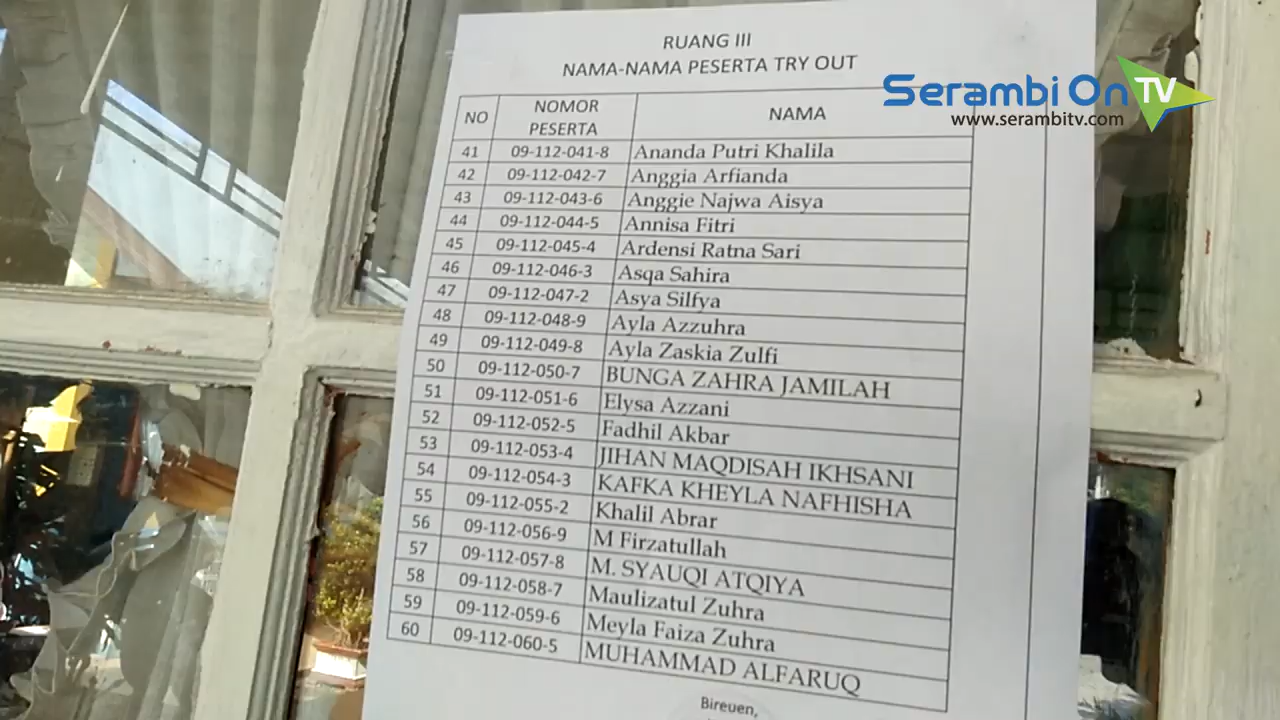 RUANG III
NAMA-NAMA PESERTA TRY OUT
Serambi On TV
www.serambitv.com
NO NOMOR PESERTA NAMA
41 09-112-041-8 Ananda Putri Khalila
42 09-112-042-7 Anggia Arfianda
43 09-112-043-6 Anggie Najwa Aisya
44 09-112-044-5 Annisa Fitri
45 09-112-045-4 Ardensi Ratna Sari
46 09-112-046-3 Asqa Sahira
47 09-112-047-2 Asya Silfya
48 09-112-048-9 Ayla Azzuhra
49 09-112-049-8 Ayla Zaskia Zulfi
50 09-112-050-7 BUNGA ZAHRA JAMILAH
51 09-112-051-6 Elysa Azzani
52 09-112-052-5 Fadhil Akbar
53 09-112-053-4 JIHAN MAQDISAH IKHSANI
54 09-112-054-3 KAFKA KHEYLA NAFHISHA
55 09-112-055-2 Khalil Abrar
56 09-112-056-9 M Firzatullah
57 09-112-057-8 M. SYAUQI ATQIYA
58 09-112-058-7 Maulizatul Zuhra
59 09-112-059-6 Meyla Faiza Zuhra
60 09-112-060-5 MUHAMMAD ALFARUQ
Bireuen,